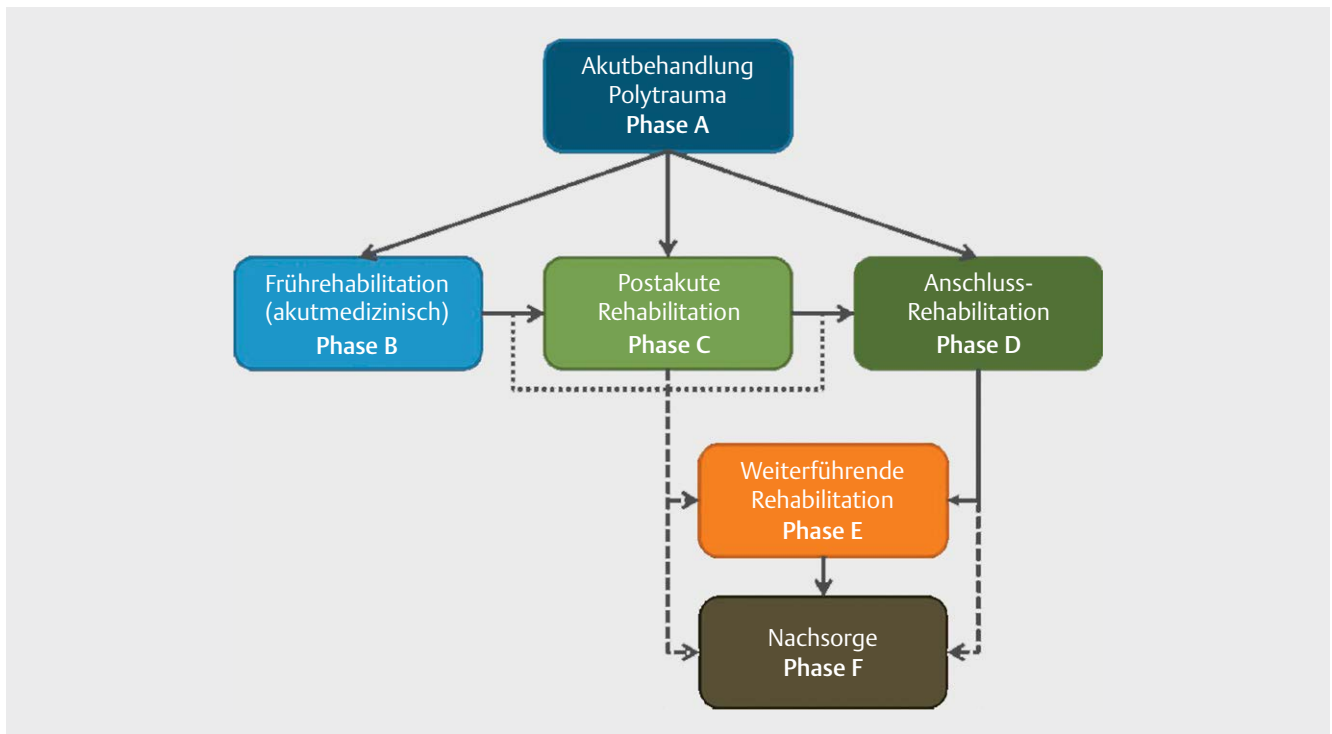 Akutbehandlung
Polytrauma
Phase A
Frührehabilitation
(akutmedizinisch)
Phase B
Postakute
Rehabilitation
Phase C
Anschluss-
Rehabilitation
Phase D
Weiterführende
Rehabilitation
Phase E
Nachsorge
Phase F